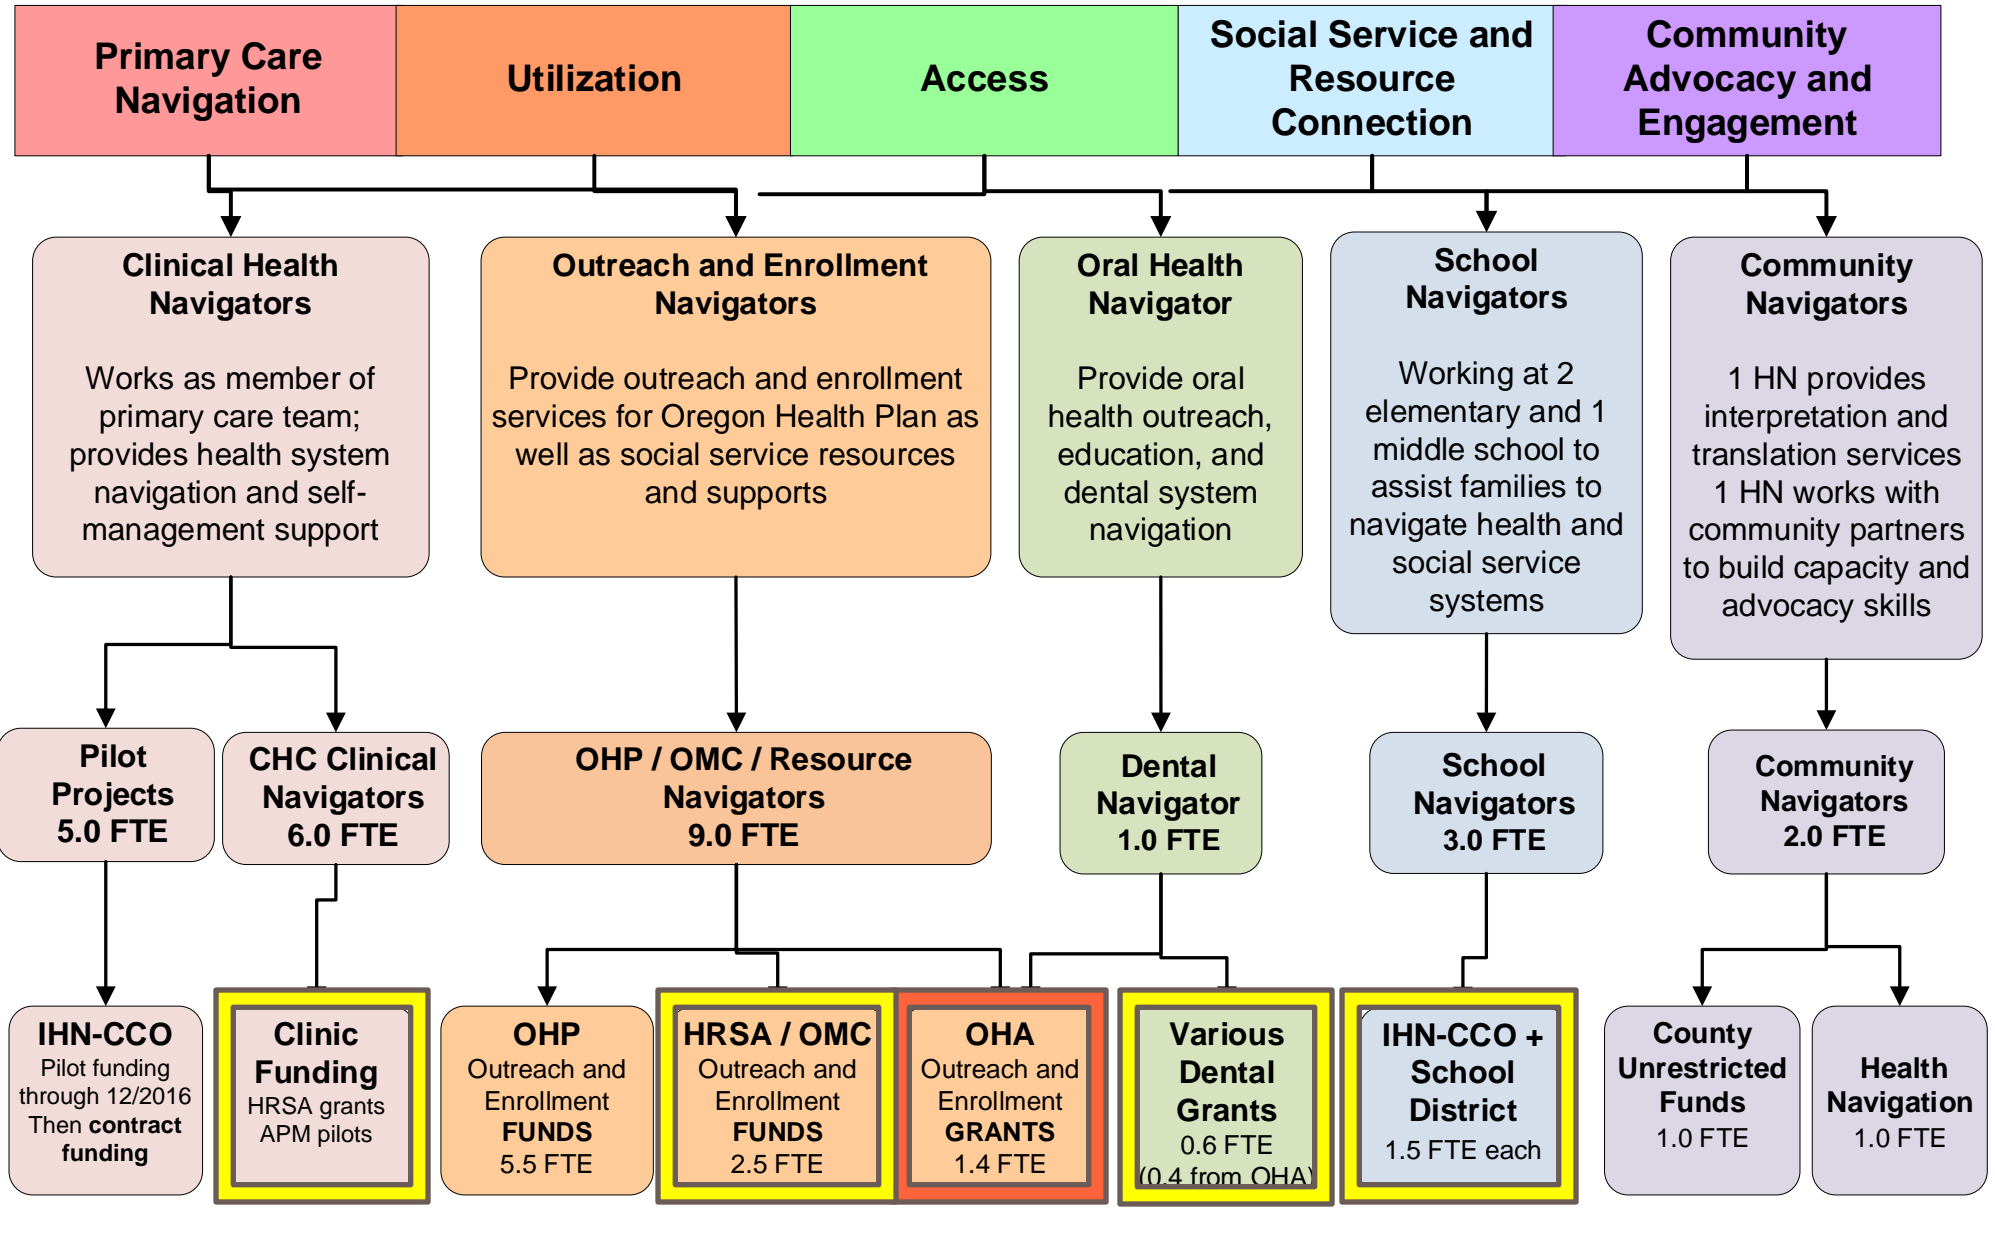 Primary Care
Navigation
Utilization
Access
Social Service and
Resource
Connection
Community
Advocacy and
Engagement
Clinical Health
Navigators
Works as member of
primary care team;
provides health system
navigation and self-
management support
Outreach and Enrollment
Navigators
Provide outreach and enrollment
services for Oregon Health Plan as
well as social service resources
and supports
Oral Health
Navigator
Provide oral
health outreach,
education, and
dental system
navigation
School
Navigators
Working at 2
elementary and 1
middle school to
assist families to
navigate health and
social service
systems
Community
Navigators
1 HN provides
interpretation and
translation services
1 HN works with
community partners
to build capacity and
advocacy skills
Pilot
Projects
5.0 FTE
CHC Clinical
Navigators
6.0 FTE
OHP / OMC / Resource
Navigators
9.0 FTE
Dental
Navigator
1.0 FTE
School
Navigators
3.0 FTE
Community
Navigators
2.0 FTE
IHN-CCO
Pilot funding
through 12/2016
Then contract
funding
Clinic
Funding
HRSA grants
APM pilots
OHP
Outreach and
Enrollment
FUNDS
5.5 FTE
HRSA / OMC
Outreach and
Enrollment
FUNDS
2.5 FTE
OHA
Outreach and
Enrollment
GRANTS
1.4 FTE
Various
Dental
Grants
0.6 FTE
(0.4 from OHA)
IHN-CCO +
School
District
1.5 FTE each
County
Unrestricted
Funds
1.0 FTE
Health
Navigation
1.0 FTE